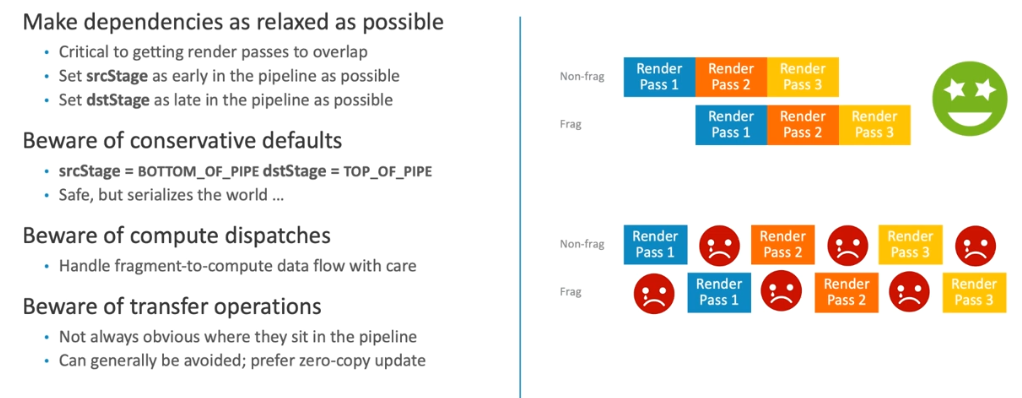 Make dependencies as relaxed as possible
• Critical to getting render passes to overlap
• Set srcStage as early in the pipeline as possible
• Set dstStage as late in the pipeline as possible
Beware of conservative defaults
• srcStage = BOTTOM_OF_PIPE dstStage = TOP_OF_PIPE
• Safe, but serializes the world ...
Beware of compute dispatches
• Handle fragment-to-compute data flow with care
Beware of transfer operations
• Not always obvious where they sit in the pipeline
• Can generally be avoided; prefer zero-copy update
Non-frag
Render
Pass 1
Render
Pass 2
Render
Pass 3
Frag
Render
Pass 1
Render
Pass 2
Render
Pass 3
Non-frag
Render
Pass 1
Render
Pass 2
Render
Pass 3
Frag
Render
Pass 1
Render
Pass 2
Render
Pass 3